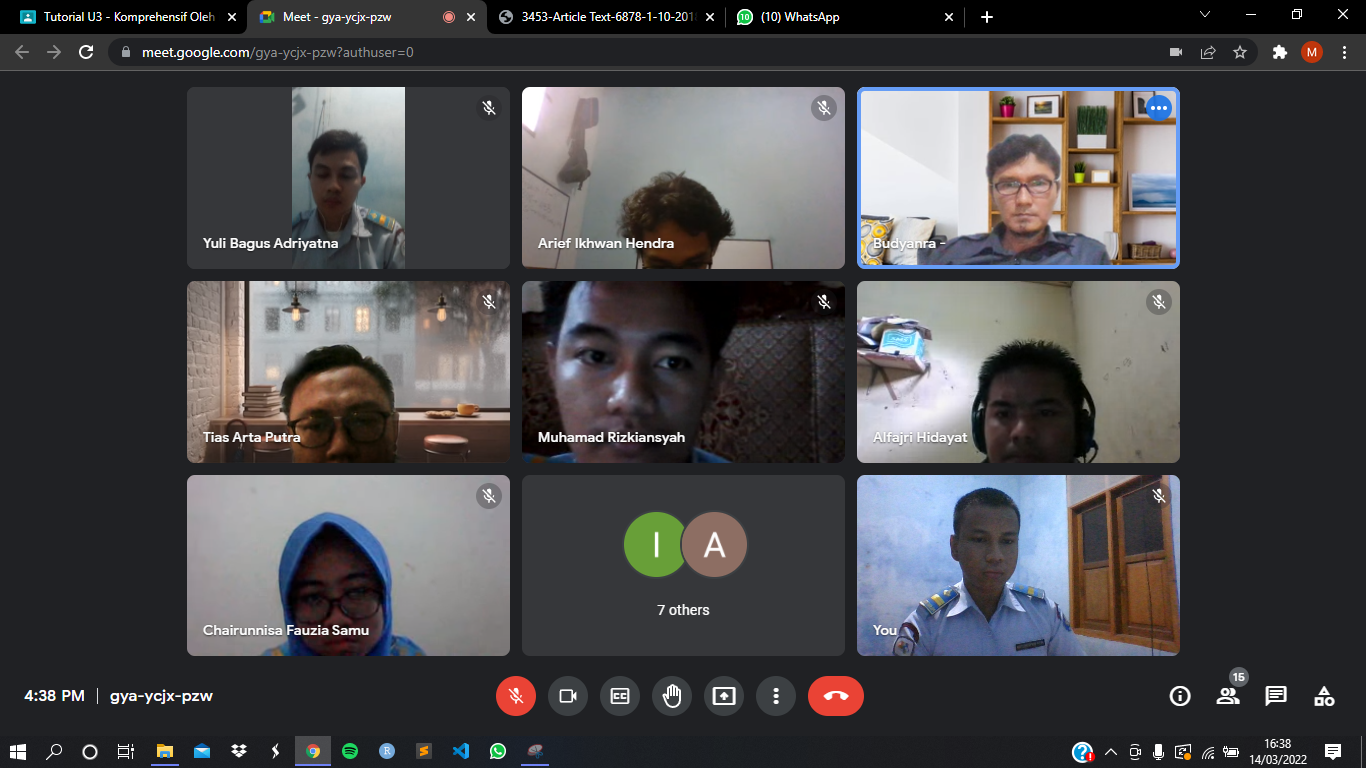 Tutorial U3 - Komprehensif Oleh
Meet - gya-ycjx-pzw
3453-Article Text-6878-1-10-201
(10) WhatsApp
meet.google.com/gya-ycjx-pzw?authuser=0
M
Yuli Bagus Adriyatna
Arief Ikhwan Hendra
Budyanra -
Tias Arta Putra
Muhamad Rizkiansyah
Alfajri Hidayat
Chairunnisa Fauzia Samu
I A
7 others
You
4:38 PM | gya-ycjx-pzw
15
16:38
14/03/2022